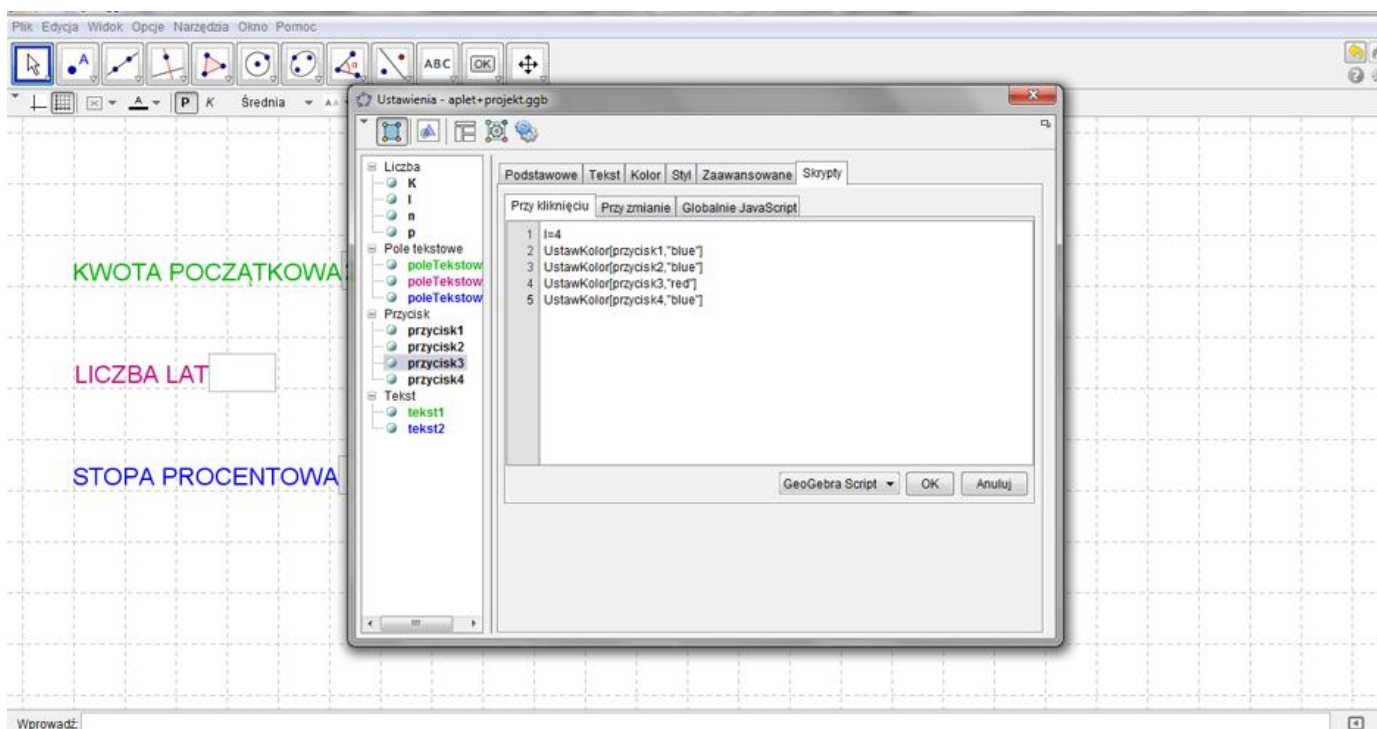 Plik Edycja Widok Opcje Narzędzia Okno Pomoc
ABC OK
P K Średnia
Ustawienia - aplet+projekt.ggb
Liczba
K
l
n
p
Pole tekstowe
poleTekstow
poleTekstow
poleTekstow
Przycisk
przycisk1
przycisk2
przycisk3
przycisk4
Tekst
tekst1
tekst2
Podstawowe Tekst Kolor Styl Zaawansowane Skrypty
Przy kliknięciu Przy zmianie Globalnie JavaScript
1 l=4
2 UstawKolor[przycisk1,"blue"]
3 UstawKolor[przycisk2,"blue"]
4 UstawKolor[przycisk3,"red"]
5 UstawKolor[przycisk4,"blue"]
GeoGebra Script OK Anuluj
KWOTA POCZĄTKOWA
LICZBA LAT
STOPA PROCENTOWA
Wprowadź: